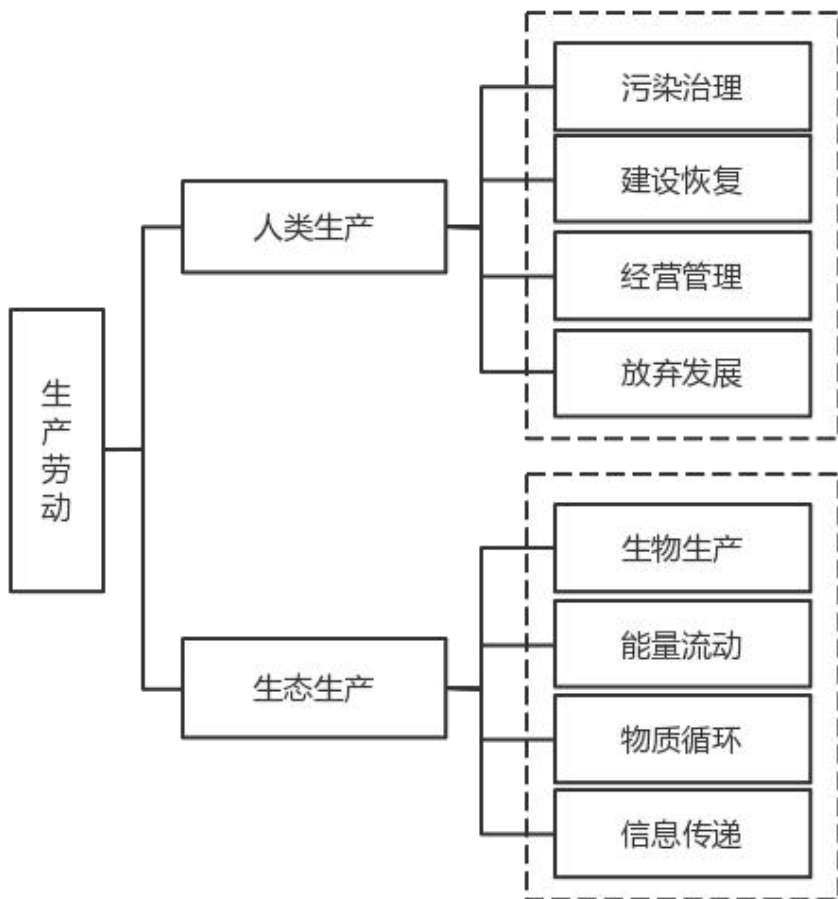 生产劳动
人类生产
污染治理
建设恢复
经营管理
放弃发展
生态生产
生物生产
能量流动
物质循环
信息传递